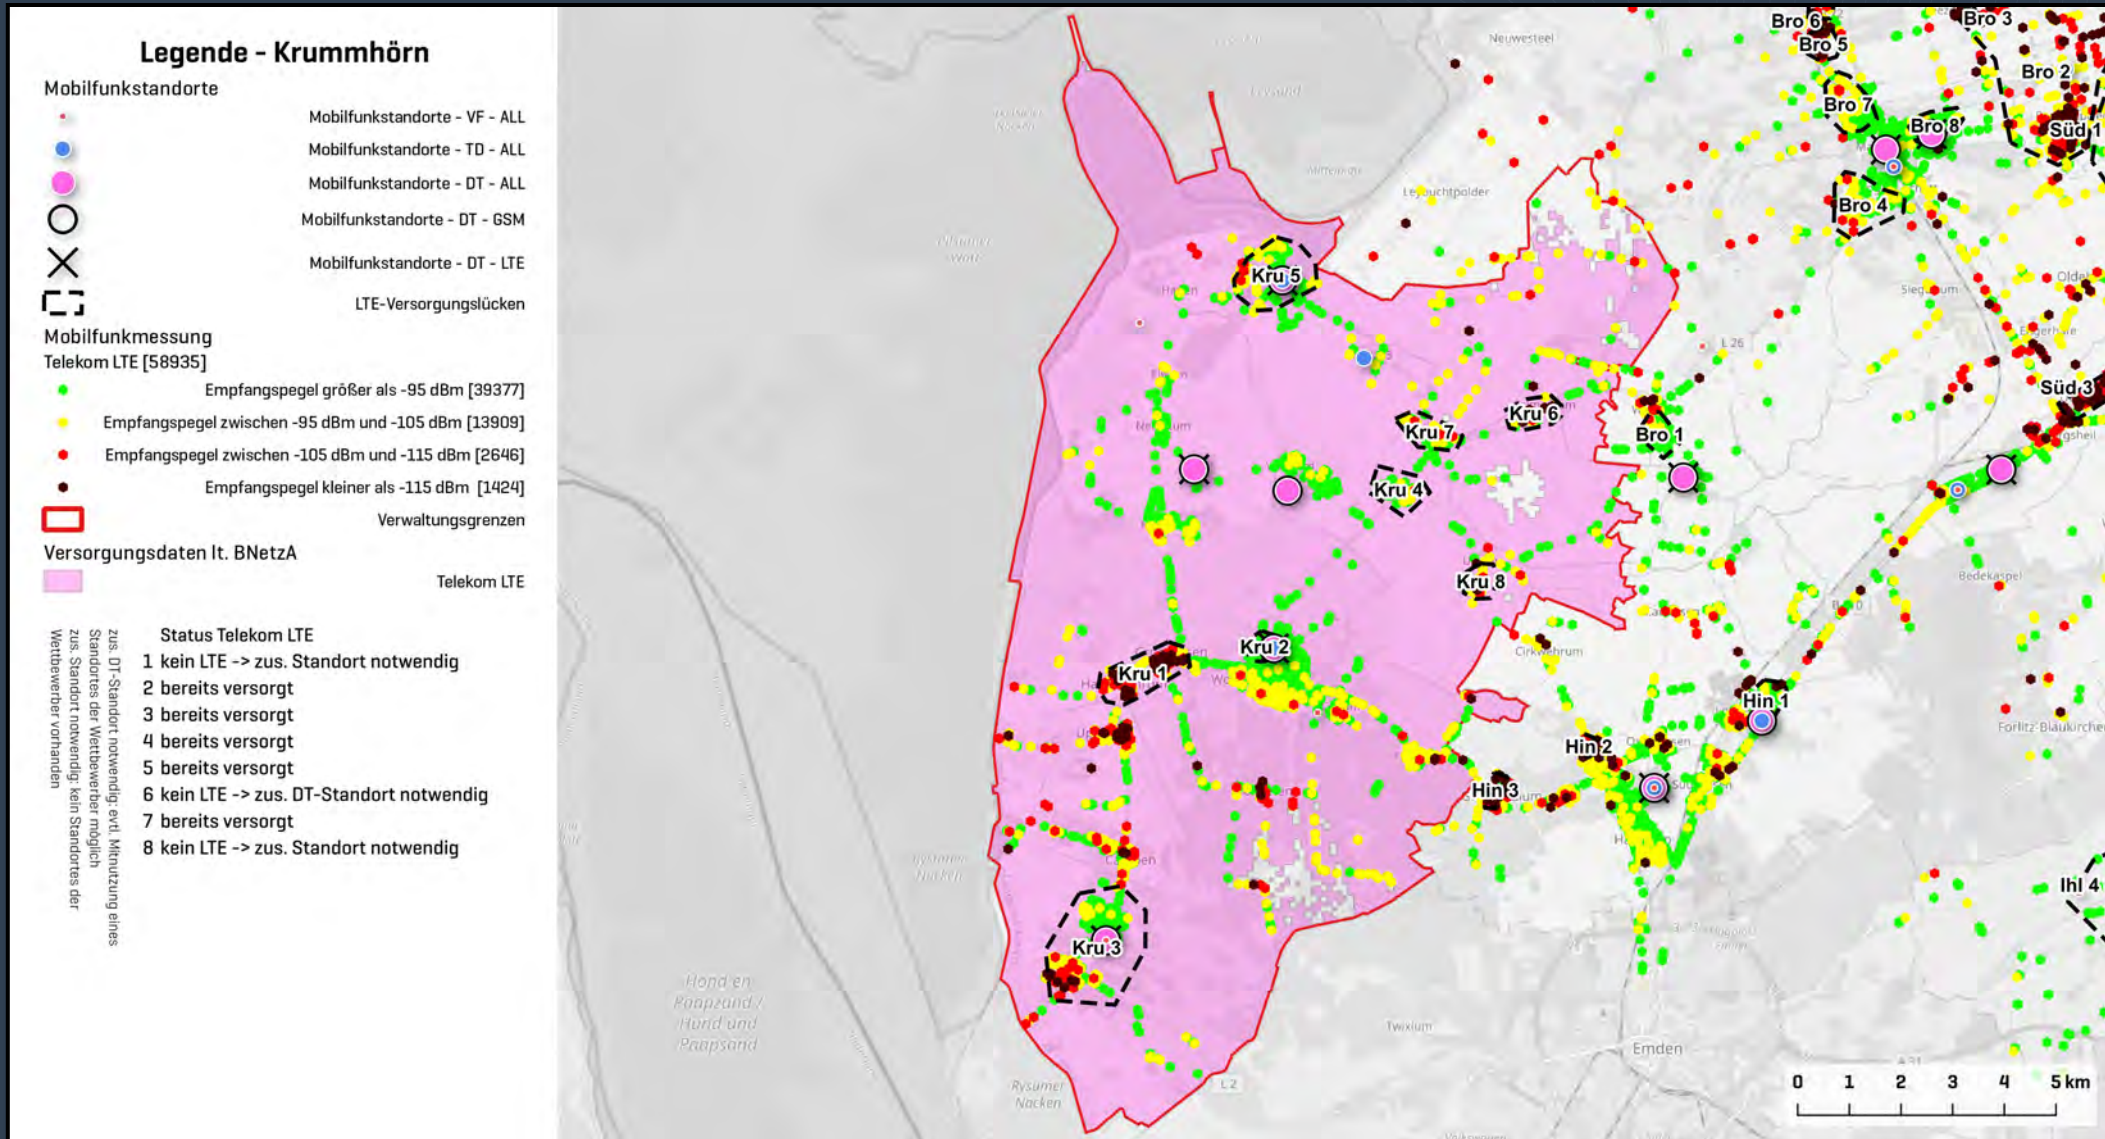 Legende - Krummhörn
Mobilfunkstandorte
Mobilfunkstandorte - VF - ALL
Mobilfunkstandorte - TD - ALL
Mobilfunkstandorte - DT - ALL
Mobilfunkstandorte - DT - GSM
Mobilfunkstandorte - DT - LTE
LTE-Versorgungslücken
Mobilfunkmessung
Telekom LTE [58935]
Empfangspegel größer als -95 dBm [39377]
Empfangspegel zwischen -95 dBm und -105 dBm [13909]
Empfangspegel zwischen -105 dBm und -115 dBm [2646]
Empfangspegel kleiner als -115 dBm [1424]
Verwaltungsgrenzen
Versorgungsdaten lt. BNetzA
Telekom LTE
Status Telekom LTE
1 kein LTE -> zus. Standort notwendig
2 bereits versorgt
3 bereits versorgt
4 bereits versorgt
5 bereits versorgt
6 kein LTE -> zus. DT-Standort notwendig
7 bereits versorgt
8 kein LTE -> zus. Standort notwendig
zus. DT-Standort notwendig; evtl. Mitnutzung eines
Standortes der Wettbewerber möglich
zus. Standort notwendig; kein Standortes der
Wettbewerber vorhanden
Neuwesteel
Bro 6
Bro 3
Bro 5
Bro 2
Bro 7
Bro 8
Süd 1
Leybuchtpolder
Bro 4
Kru 5
L 26
Süd 3
Kru 6
Kru 7
Bro 1
Kru 4
Kru 8
Bedekaspel
Cirkwehrum
Kru 2
Kru 1
Hin 1
Forlitz-Blaukirchen
Hin 2
Hin 3
Ihl 4
Kru 3
Hond en
Paapzand /
Hund und
Paapsand
Twixlum
Emden
A 31
Rysumer
Nacken
L 2
0 1 2 3 4 5 km